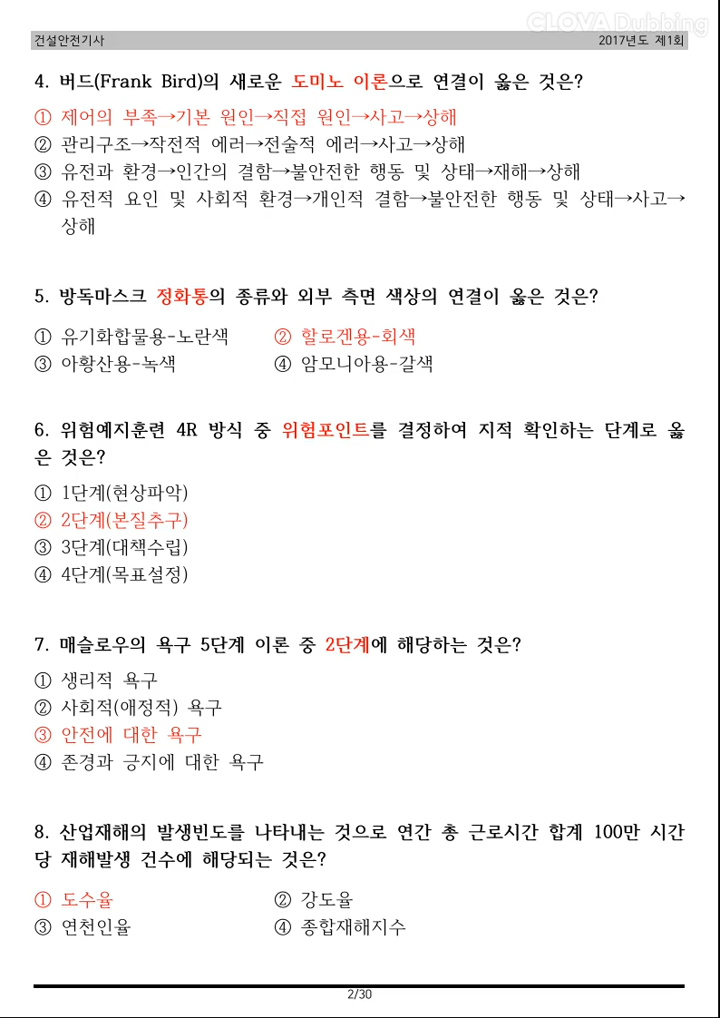 CLOVA Dubbing
건설안전기사 2017년도 제1회
4. 버드(Frank Bird)의 새로운 도미노 이론으로 연결이 옳은 것은?
① 제어의 부족→기본 원인→직접 원인→사고→상해
② 관리구조→작전적 에러→전술적 에러→사고→상해
③ 유전과 환경→인간의 결함→불안전한 행동 및 상태→재해→상해
④ 유전적 요인 및 사회적 환경→개인적 결함→불안전한 행동 및 상태→사고→
상해
5. 방독마스크 정화통의 종류와 외부 측면 색상의 연결이 옳은 것은?
① 유기화합물용-노란색 ② 할로겐용-회색
③ 아황산용-녹색 ④ 암모니아용-갈색
6. 위험예지훈련 4R 방식 중 위험포인트를 결정하여 지적 확인하는 단계로 옳
은 것은?
① 1단계(현상파악)
② 2단계(본질추구)
③ 3단계(대책수립)
④ 4단계(목표설정)
7. 매슬로우의 욕구 5단계 이론 중 2단계에 해당하는 것은?
① 생리적 욕구
② 사회적(애정적) 욕구
③ 안전에 대한 욕구
④ 존경과 긍지에 대한 욕구
8. 산업재해의 발생빈도를 나타내는 것으로 연간 총 근로시간 합계 100만 시간
당 재해발생 건수에 해당되는 것은?
① 도수율 ② 강도율
③ 연천인율 ④ 종합재해지수
2/30